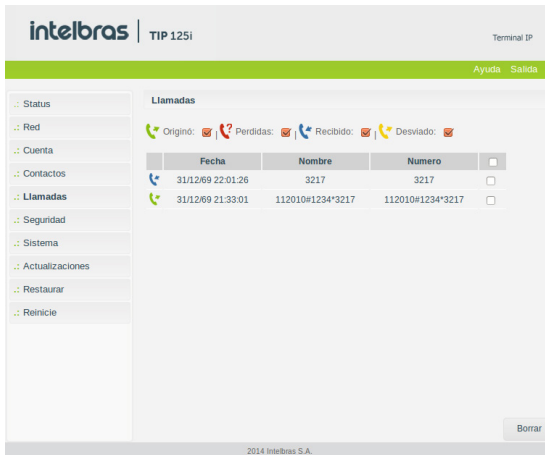 intelbras TIP 125i
Terminal IP
Ayuda Salida
.: Status
.: Red
.: Cuenta
.: Contactos
.: Llamadas
.: Seguridad
.: Sistema
.: Actualizaciones
.: Restaurar
.: Reinicie
Llamadas
Originó: | Perdidas: | Recibido: | Desviado: |
Fecha Nombre Numero
31/12/69 22:01:26 3217 3217
31/12/69 21:33:01 112010#1234*3217 112010#1234*3217
Borrar
2014 Intelbras S.A.